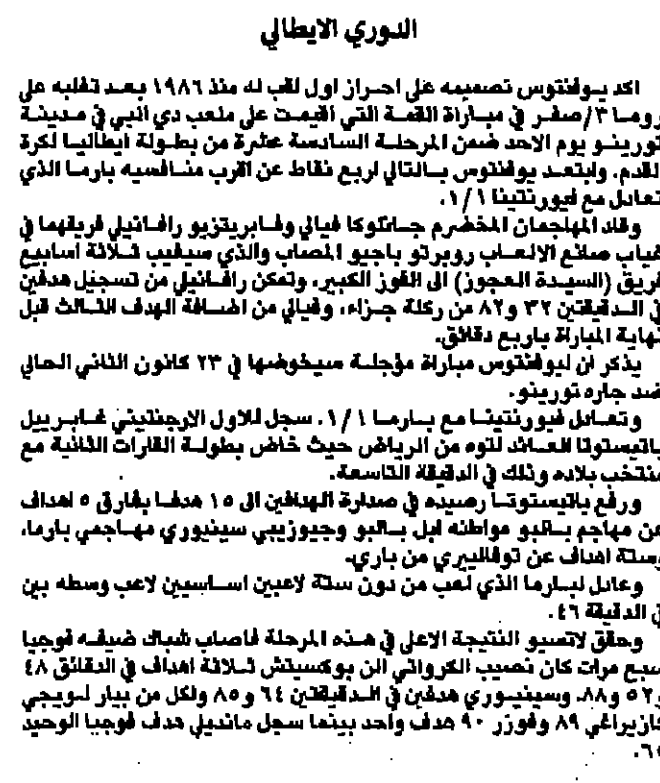 الدوري الايطالي
اكد يوفنتوس تصميمه على احراز اول لقب له منذ ١٩٨٦ بعد تغلبه على
روما ٣/صفر في مباراة القمة التي اقيمت على ملعب دي البي في مدينة
تورينو يوم الاحد ضمن المرحلة السادسة عشرة من بطولة ايطاليا لكرة
القدم. وابتعد يوفنتوس بالتالي اربع نقاط عن اقرب منافسيه بارما الذي
تعادل مع فيورنتينا ١/١.
وقاد المهاجمان المخضرم جانلوكا فيالي وفابريتزيو رافانيلي فريقهما في
غياب صانع الالعاب روبرتو باجيو المصاب والذي سيغيب ثلاثة اسابيع
فريق (السيدة العجوز) الى الفوز الكبير، وتمكن رافانيلي من تسجيل هدفين
في الدقيقتين ٣٢ و٨٢ من ركلة جزاء، وفيالي من اضافة الهدف الثالث قبل
نهاية المباراة باربع دقائق.
يذكر ان ليوفنتوس مباراة مؤجلة سيخوضها في ٢٣ كانون الثاني الحالي
ضد جاره تورينو.
وتعادل فيورنتينا مع بارما ١/١. سجل للاول الارجنتيني غابرييل
باتيستوتا العائد لتوه من الرياض حيث خاض بطولة القارات الثانية مع
منتخب بلاده وذلك في الدقيقة التاسعة.
ورفع باتيستوتا رصيده في صدارة الهدافين الى ١٥ هدفا بفارق ٥ اهداف
عن مهاجم بالبو مواطنه ابل بالبو وجيوزيبي سينيوري مهاجمي بارما،
وستة اهداف عن توفالييري من باري.
وعادل لبارما الذي لعب من دون ستة لاعبين اساسيين لاعب وسطه بين
في الدقيقة ٤٦.
وحقق لاتسيو النتيجة الاعلى في هذه المرحلة فاصاب شباك ضيفه فوجيا
سبع مرات كان نصيب الكرواتي الن بوكسيتش ثلاثة اهداف في الدقائق ٤٨
و٥٢ و٨٨. وسينيوري هدفين في الدقيقتين ٦٤ و٨٥ ولكل من بيار لويجي
كازيراغي ٨٩ وفوزر ٩٠ هدف واحد بينما سجل مانديلي هدف فوجيا الوحيد
٦٥.